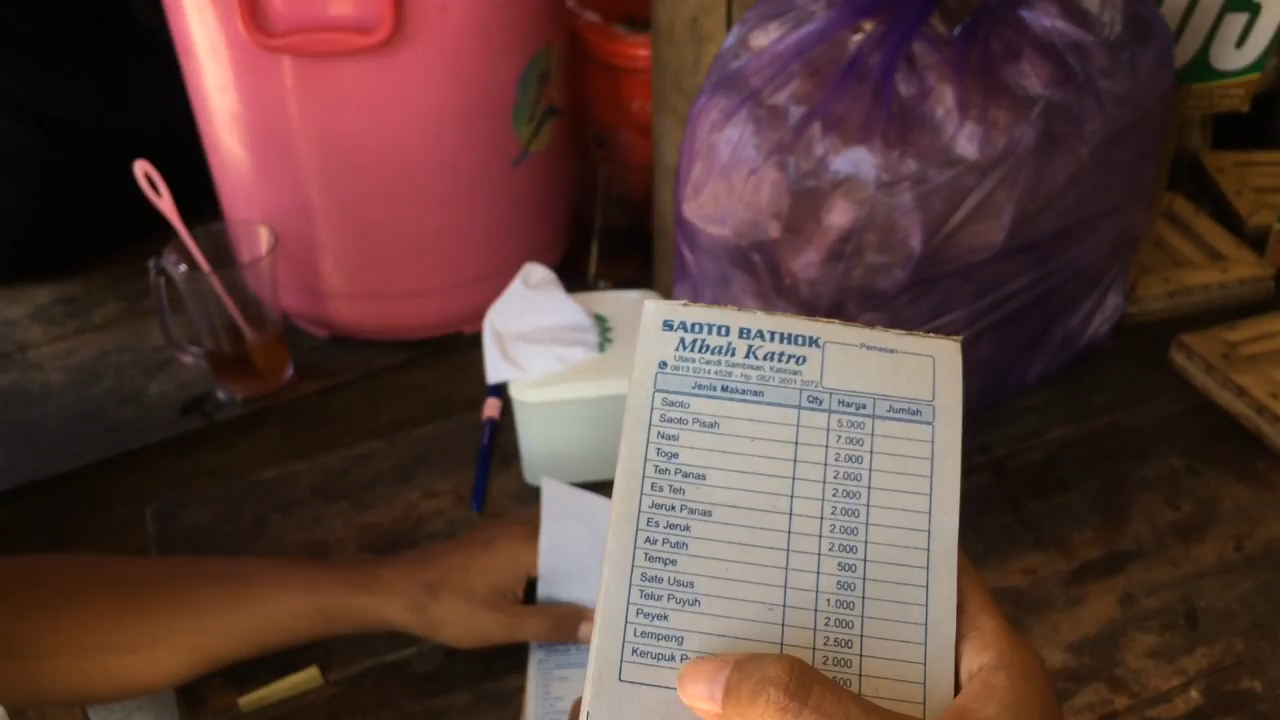 SAOTO BATHOK
Mbah Katro
Utara Candi Sambisari, Kalasan
0813 9214 4526 - Hp. 0821 3601 3072
Pemesan
Jenis Makanan Qty Harga Jumlah
Saoto 5.000
Saoto Pisah 7.000
Nasi 2.000
Toge 2.000
Teh Panas 2.000
Es Teh 2.000
Jeruk Panas 2.000
Es Jeruk 2.000
Air Putih 500
Tempe 500
Sate Usus 1.000
Telur Puyuh 2.000
Peyek 2.500
Lempeng 2.000
Kerupuk 500